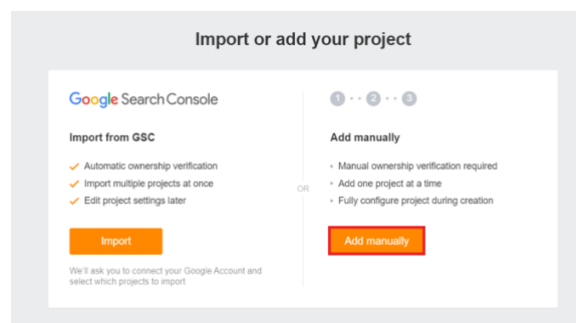 Import or add your project
Google Search Console
Import from GSC
Automatic ownership verification
Import multiple projects at once
Edit project settings later
Import
We'll ask you to connect your Google Account and
select which projects to import
OR
1 2 3
Add manually
Manual ownership verification required
Add one project at a time
Fully configure project during creation
Add manually